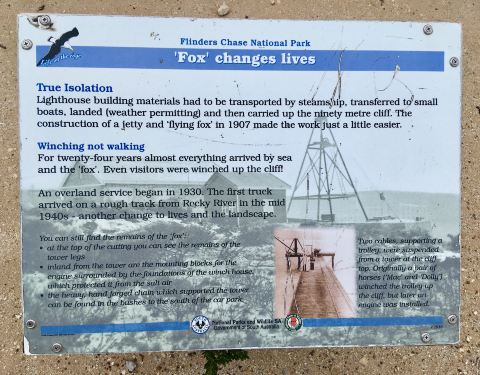 Flinders Chase National Park
'Fox' changes lives
True Isolation
Lighthouse building materials had to be transported by steamship, transferred to small
boats, landed (weather permitting) and then carried up the ninety metre cliff. The
construction of a jetty and 'flying fox' in 1907 made the work just a little easier.
Winching not walking
For twenty-four years almost everything arrived by sea
and the 'fox'. Even visitors were winched up the cliff!
An overland service began in 1930. The first truck
arrived on a rough track from Rocky River in the mid
1940s - another change to lives and the landscape.
You can still find the remains of the 'fox':
• at the top of the cutting you can see the remains of the
tower legs
• inland from the tower are the mounting blocks for the
engine, surrounded by the foundations of the winch house,
which protected it from the salt air
• the heavy, hand forged chain which supported the tower
can be found in the bushes to the south of the car park.
Two cables, supporting a
trolley, were suspended
from a tower at the cliff
top. Originally a pair of
horses ('Mac' and 'Dolly')
winched the trolley up
the cliff, but later an
engine was installed.
National Parks and Wildlife SA
Government of South Australia